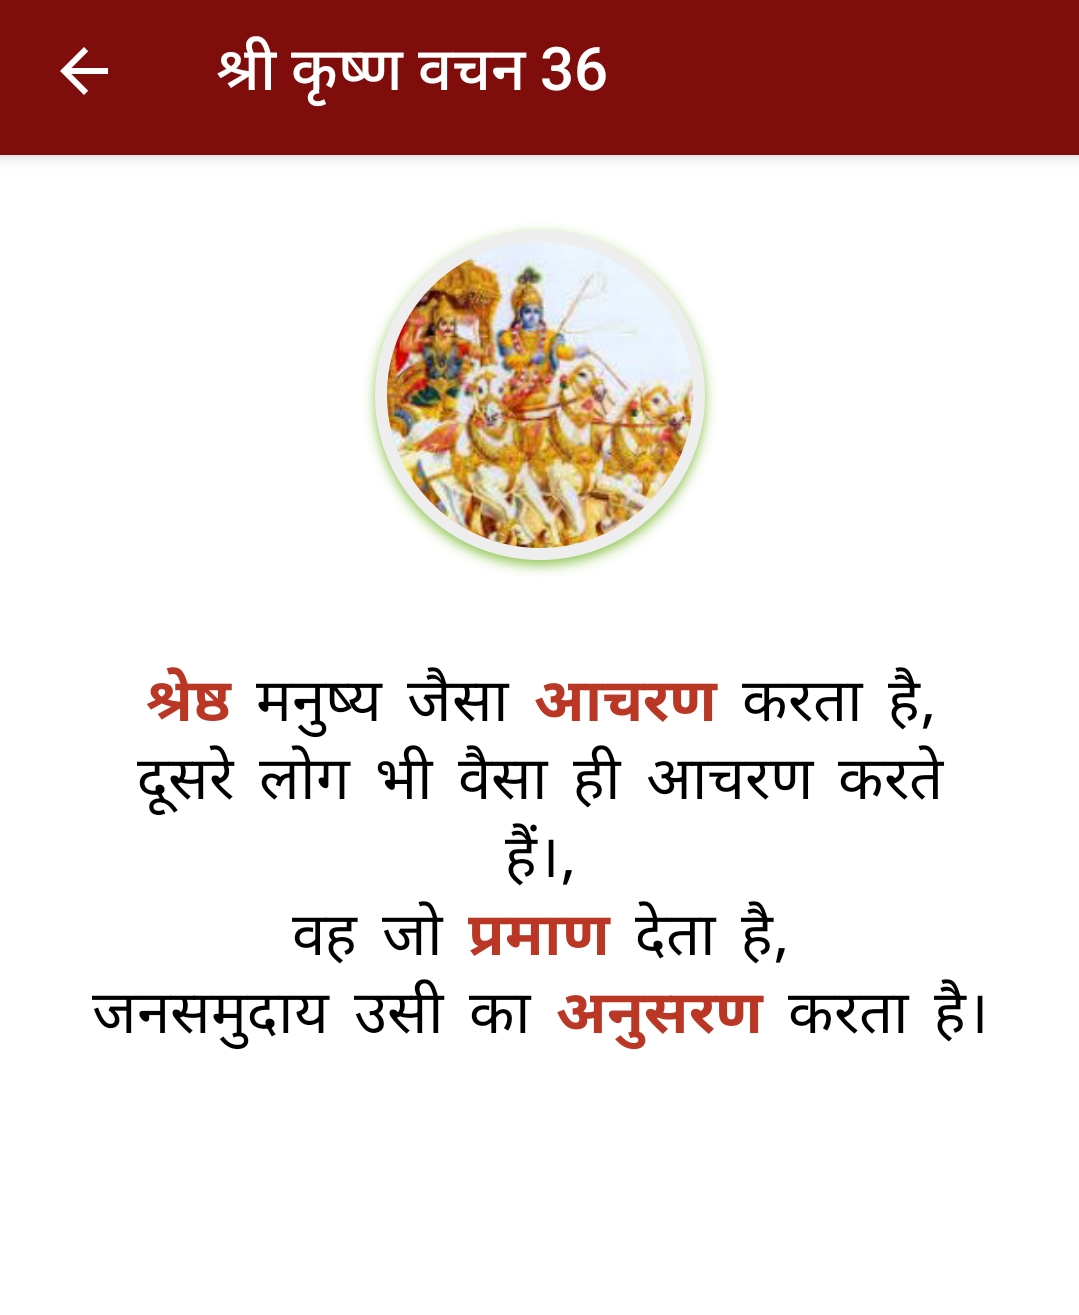 श्री कृष्ण वचन 36
श्रेष्ठ मनुष्य जैसा आचरण करता है,
दूसरे लोग भी वैसा ही आचरण करते
हैं।,
वह जो प्रमाण देता है,
जनसमुदाय उसी का अनुसरण करता है।